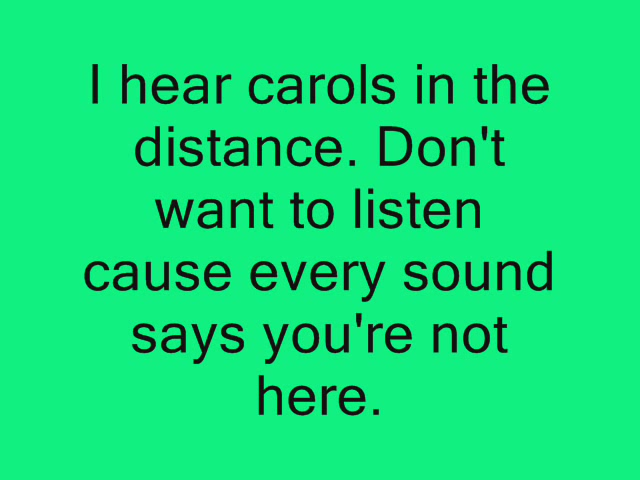 I hear carols in the
distance. Don't
want to listen
cause every sound
says you're not
here.